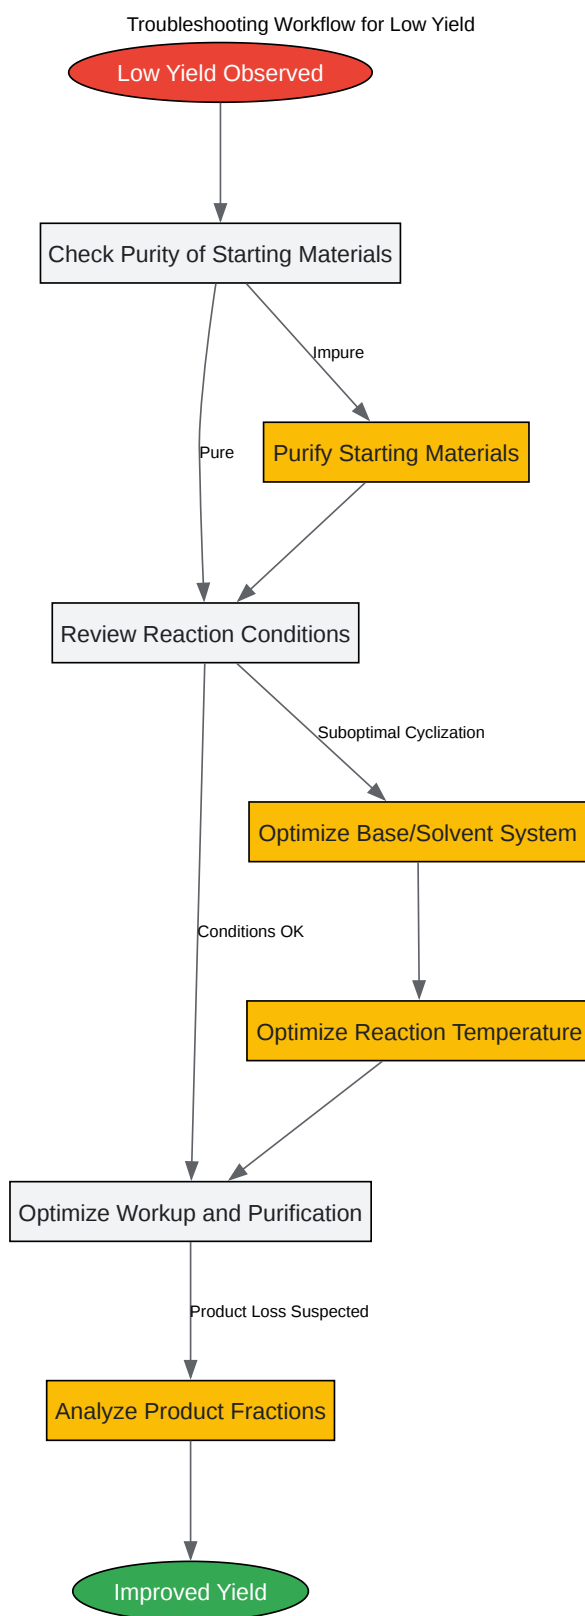 Troubleshooting Workflow for Low Yield
Low Yield Observed
Check Purity of Starting Materials
Impure
Pure
Purify Starting Materials
Review Reaction Conditions
Suboptimal Cyclization
Optimize Base/Solvent System
Conditions OK
Optimize Reaction Temperature
Optimize Workup and Purification
Product Loss Suspected
Analyze Product Fractions
Improved Yield